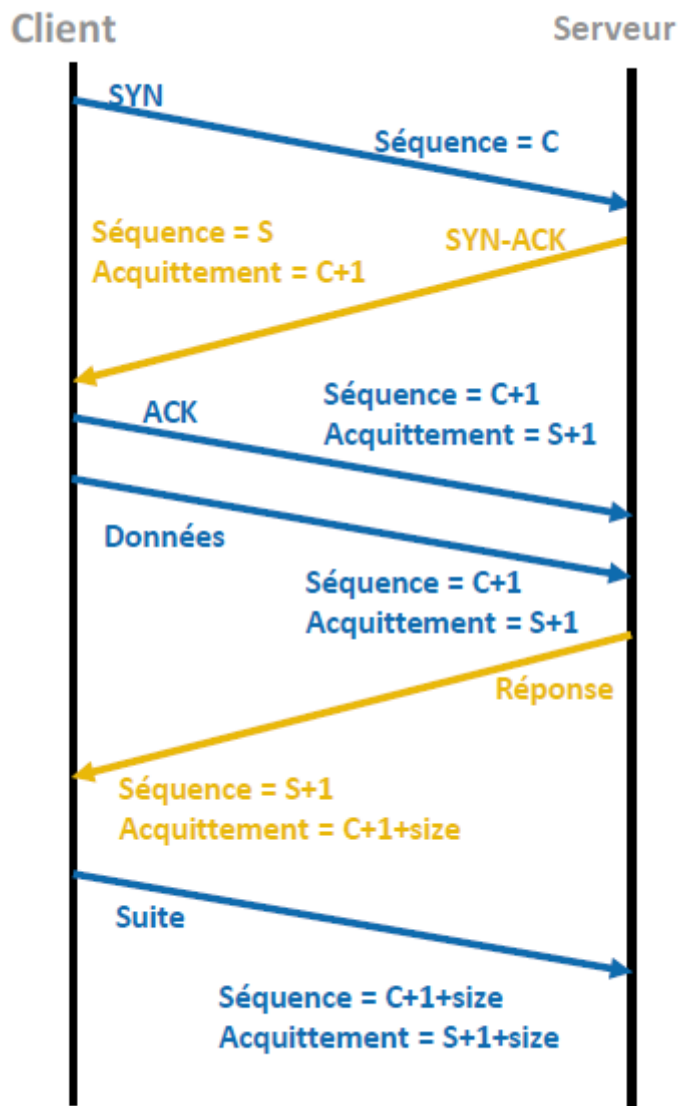 Client
Serveur
SYN
Séquence = C
Séquence = S
Acquittement = C+1
SYN-ACK
ACK
Séquence = C+1
Acquittement = S+1
Données
Séquence = C+1
Acquittement = S+1
Réponse
Séquence = S+1
Acquittement = C+1+size
Suite
Séquence = C+1+size
Acquittement = S+1+size